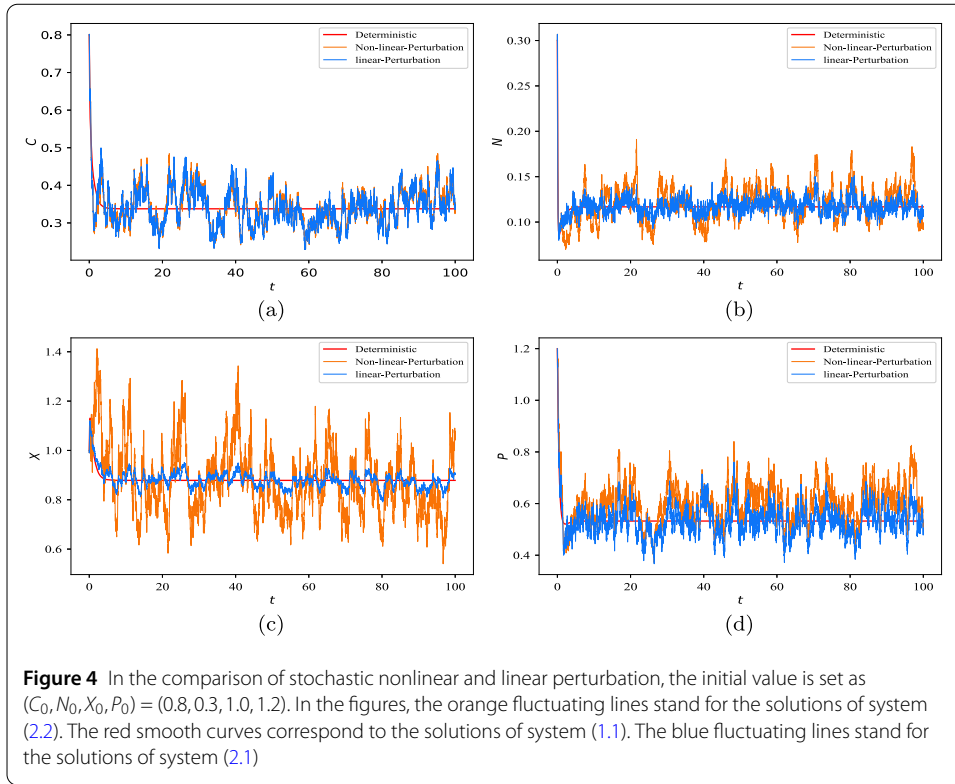 0.8
0.7
0.6
0.5
0.4
0.3
C
0 20 40 60 80 100
t
Deterministic
Non-linear-Perturbation
linear-Perturbation
(a)
0.30
0.25
0.20
0.15
0.10
N
0 20 40 60 80 100
t
Deterministic
Non-linear-Perturbation
linear-Perturbation
(b)
1.4
1.2
1.0
0.8
0.6
X
0 20 40 60 80 100
t
Deterministic
Non-linear-Perturbation
linear-Perturbation
(c)
1.2
1.0
0.8
0.6
0.4
P
0 20 40 60 80 100
t
Deterministic
Non-linear-Perturbation
linear-Perturbation
(d)
Figure 4 In the comparison of stochastic nonlinear and linear perturbation, the initial value is set as
(C₀, N₀, X₀, P₀) = (0.8, 0.3, 1.0, 1.2). In the figures, the orange fluctuating lines stand for the solutions of system
(2.2). The red smooth curves correspond to the solutions of system (1.1). The blue fluctuating lines stand for
the solutions of system (2.1)